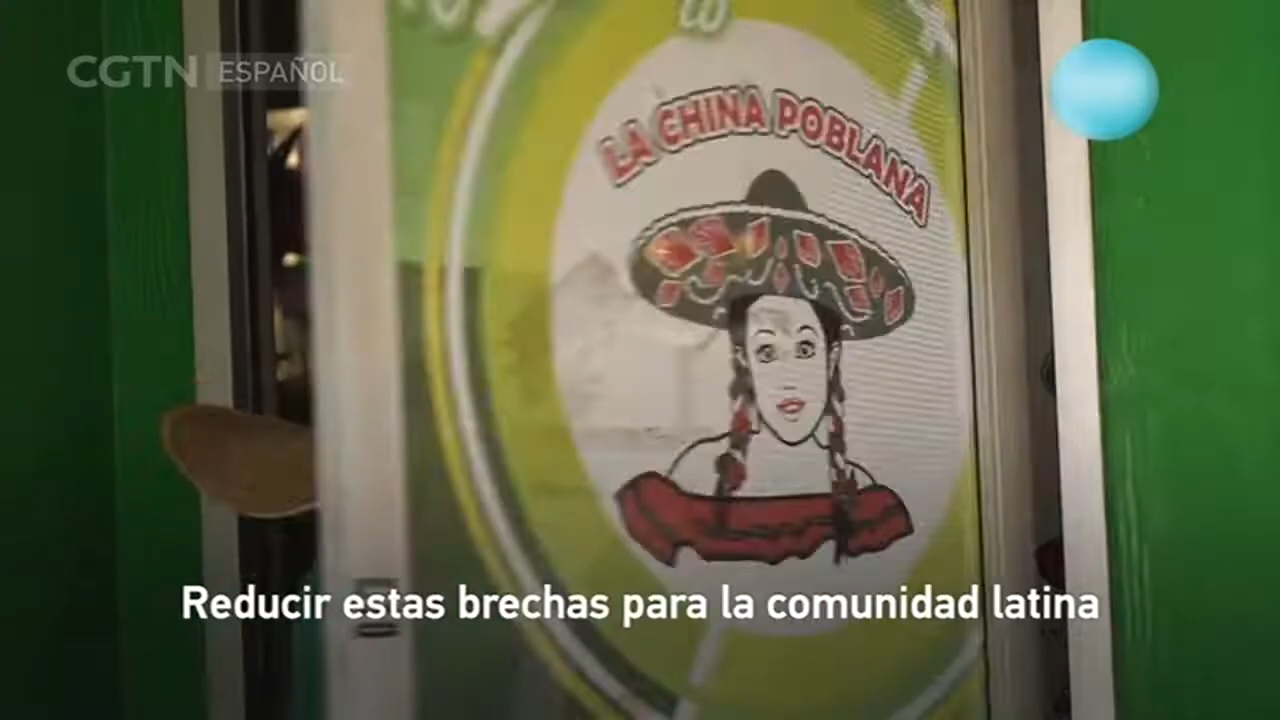 CGTN ESPAÑOL
LA CHINA POBLANA
Reducir estas brechas para la comunidad latina